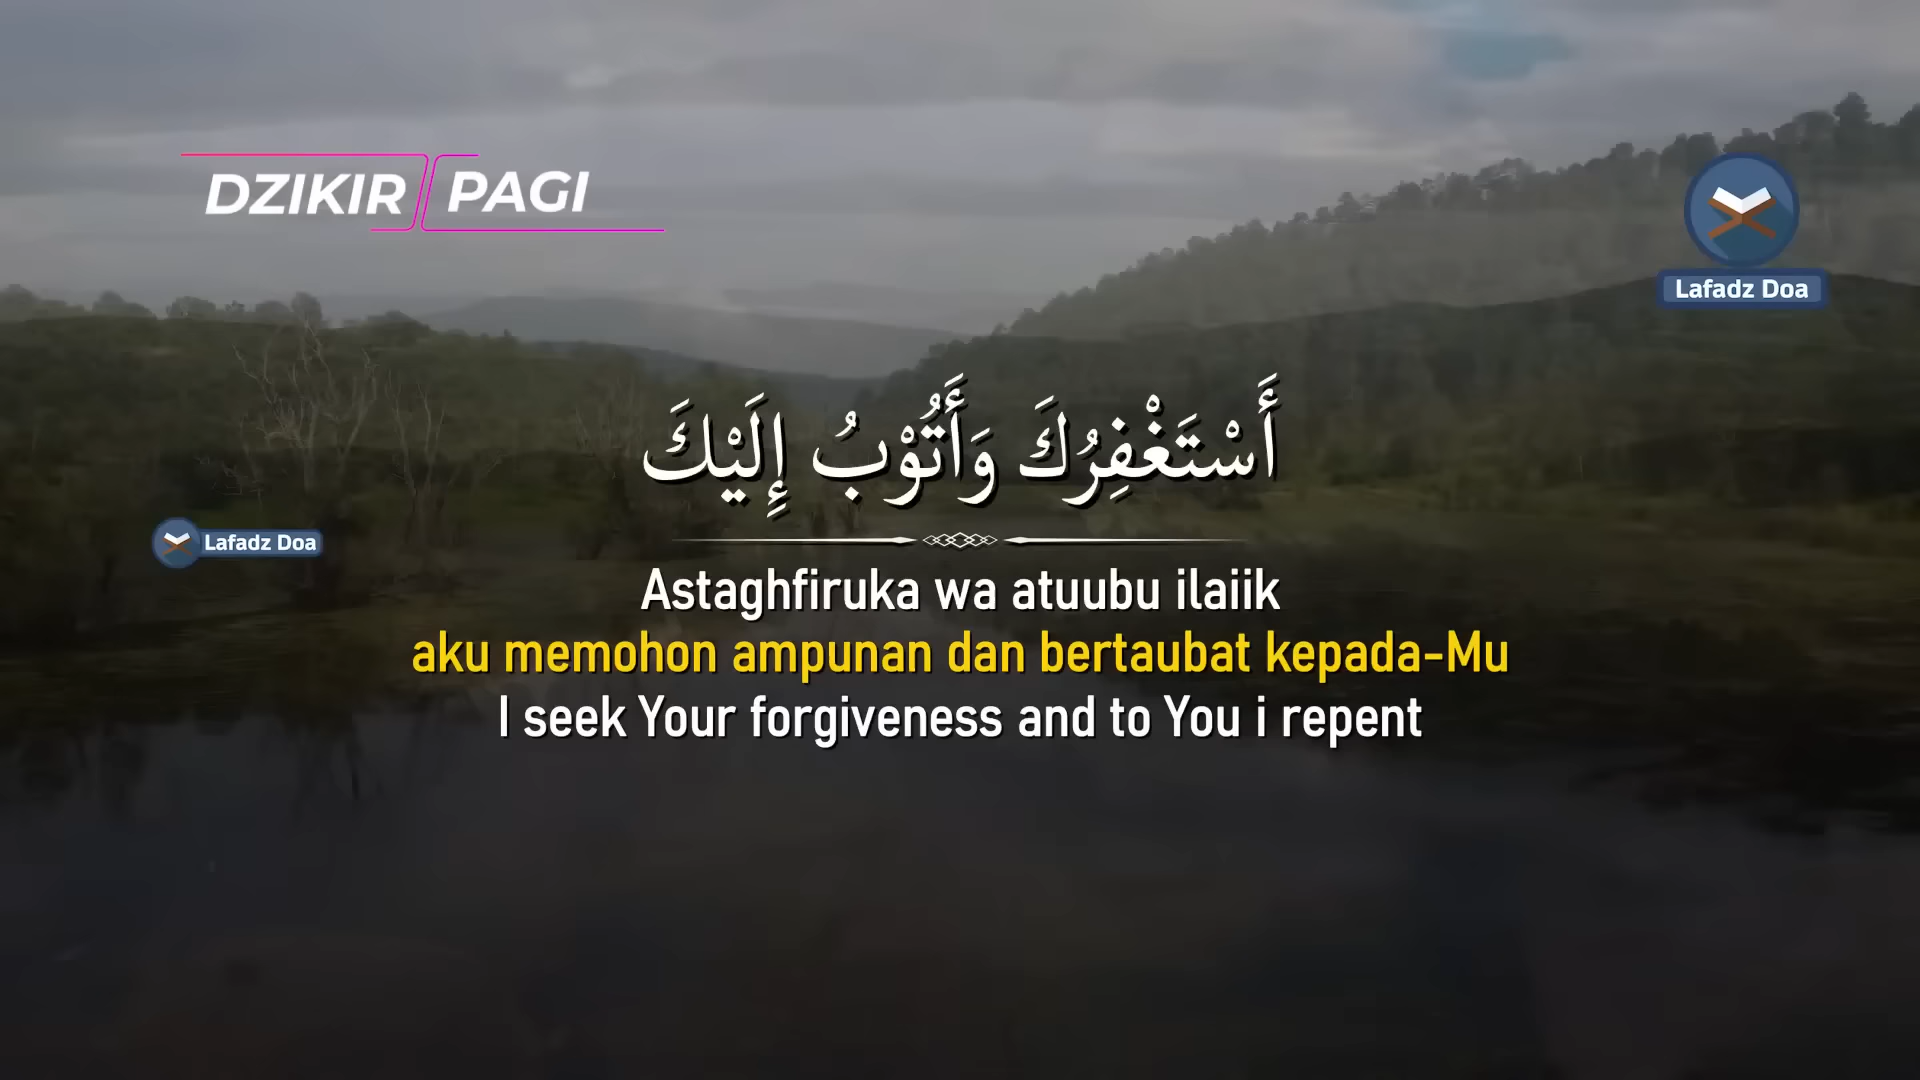 DZIKIR PAGI
Lafadz Doa
أَسْتَغْفِرُكَ وَأَتُوْبُ إِلَيْكَ
Lafadz Doa
Astaghfiruka wa atuubu ilaiik
aku memohon ampunan dan bertaubat kepada-Mu
I seek Your forgiveness and to You i repent